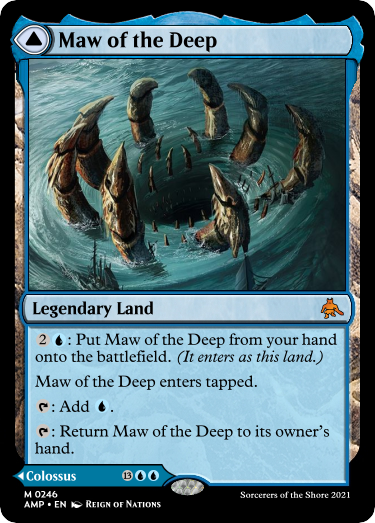 Maw of the Deep
Legendary Land
2 : Put Maw of the Deep from your hand
onto the battlefield. (It enters as this land.)
Maw of the Deep enters tapped.
: Add .
: Return Maw of the Deep to its owner's
hand.
Colossus 13
M 0246
AMP • EN Reign of Nations
Sorcerers of the Shore 2021